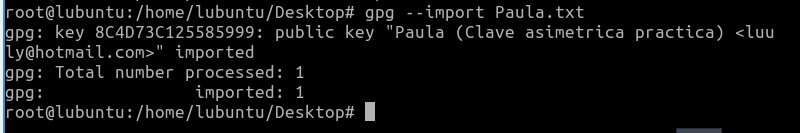 root@lubuntu:/home/lubuntu/Desktop# gpg --import Paula.txt
gpg: key 8C4D73C125585999: public key "Paula (Clave asimetrica practica) <luu
ly@hotmail.com>" imported
gpg: Total number processed: 1
gpg:               imported: 1
root@lubuntu:/home/lubuntu/Desktop#